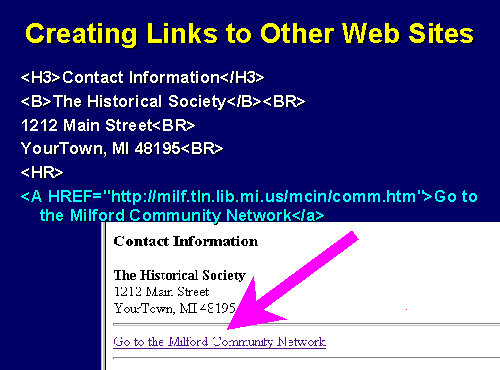 Creating Links to Other Web Sites
<H3>Contact Information</H3>
<B>The Historical Society</B><BR>
1212 Main Street<BR>
YourTown, MI 48195<BR>
<HR>
<A HREF="http://milf.tln.lib.mi.us/mcin/comm.htm">Go to
the Milford Community Network</a>
Contact Information
The Historical Society
1212 Main Street
YourTown, MI 48195
Go to the Milford Community Network